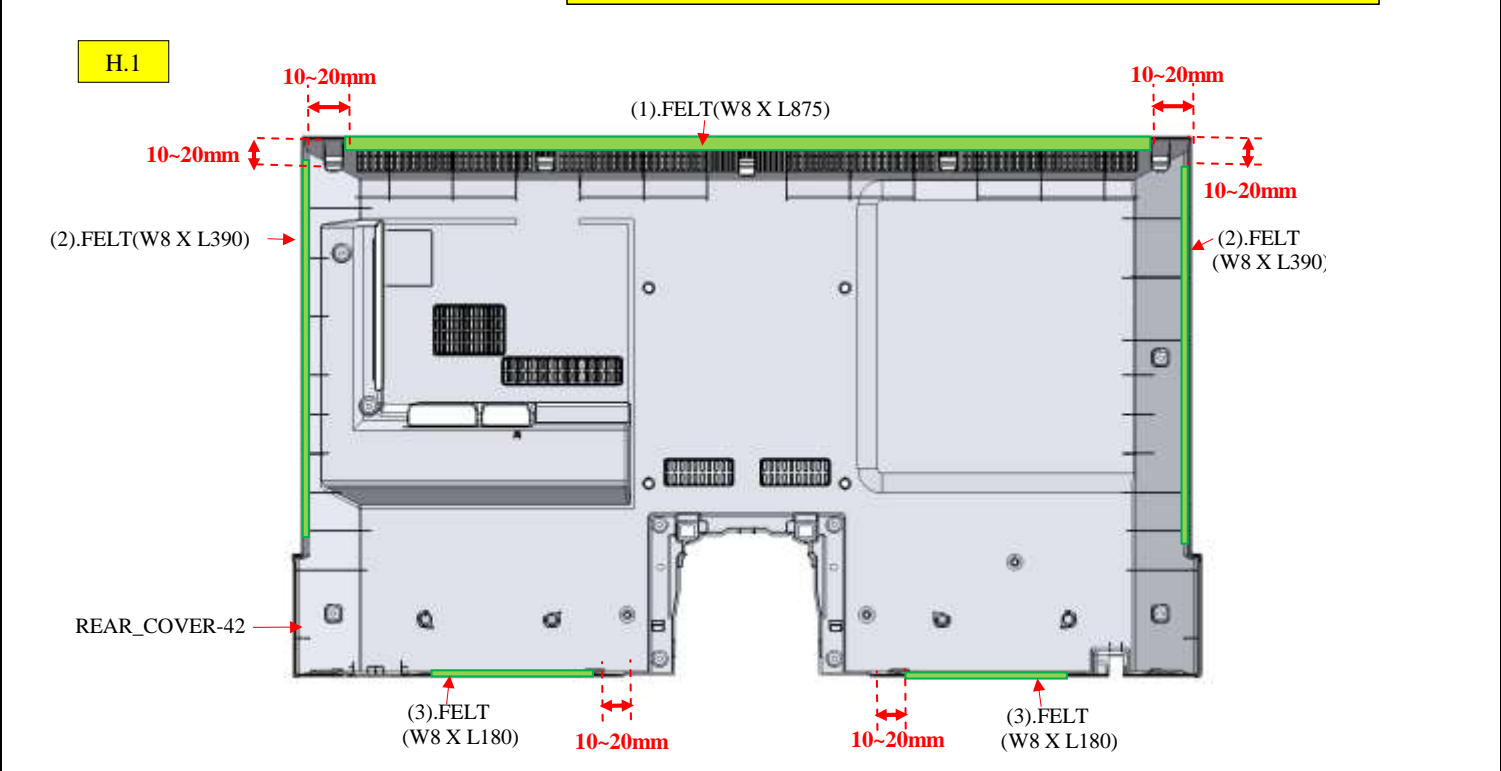 H.1
10~20mm
10~20mm
(1).FELT(W8 X L875)
10~20mm
10~20mm
(2).FELT(W8 X L390)
(2).FELT
(W8 X L390)
REAR_COVER-42
(3).FELT
(W8 X L180)
10~20mm
10~20mm
(3).FELT
(W8 X L180)